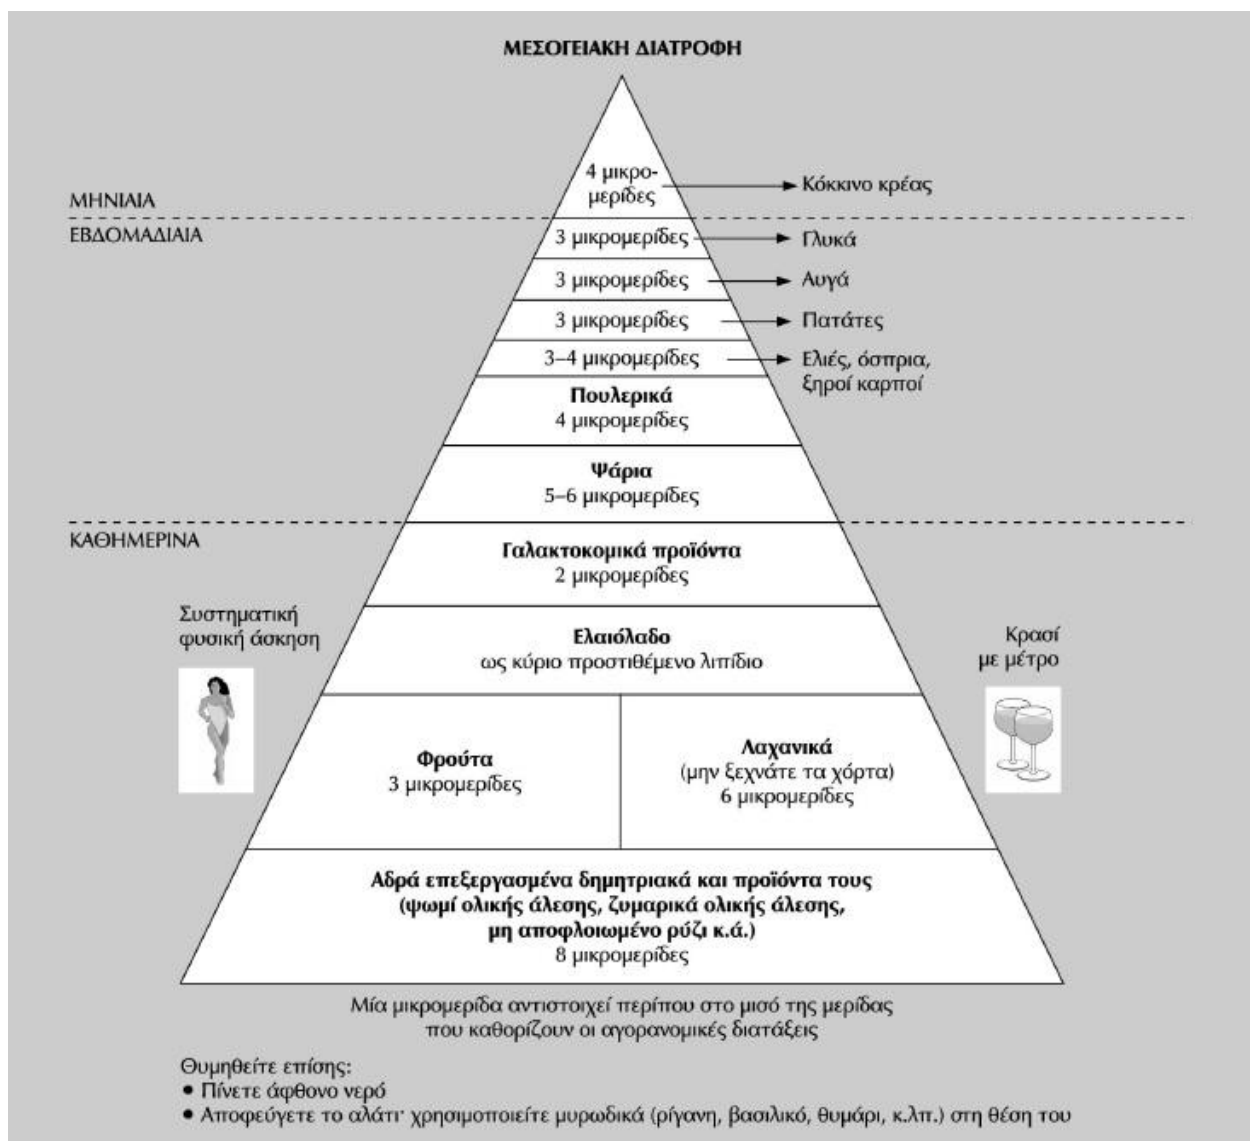 ΜΕΣΟΓΕΙΑΚΗ ΔΙΑΤΡΟΦΗ
4 μικρο-
μερίδες
Κόκκινο κρέας
ΜΗΝΙΑΙΑ
ΕΒΔΟΜΑΔΙΑΙΑ
3 μικρομερίδες
Γλυκά
3 μικρομερίδες
Αυγά
3 μικρομερίδες
Πατάτες
3–4 μικρομερίδες
Ελιές, όσπρια,
ξηροί καρποί
Πουλερικά
4 μικρομερίδες
Ψάρια
5–6 μικρομερίδες
ΚΑΘΗΜΕΡΙΝΑ
Γαλακτοκομικά προϊόντα
2 μικρομερίδες
Συστηματική
φυσική άσκηση
Ελαιόλαδο
ως κύριο προστιθέμενο λιπίδιο
Κρασί
με μέτρο
Φρούτα
3 μικρομερίδες
Λαχανικά
(μην ξεχνάτε τα χόρτα)
6 μικρομερίδες
Αδρά επεξεργασμένα δημητριακά και προϊόντα τους
(ψωμί ολικής άλεσης, ζυμαρικά ολικής άλεσης,
μη αποφλοιωμένο ρύζι κ.ά.)
8 μικρομερίδες
Μία μικρομερίδα αντιστοιχεί περίπου στο μισό της μερίδας
που καθορίζουν οι αγορανομικές διατάξεις
Θυμηθείτε επίσης:
• Πίνετε άφθονο νερό
• Αποφεύγετε το αλάτι· χρησιμοποιείτε μυρωδικά (ρίγανη, βασιλικό, θυμάρι, κ.λπ.) στη θέση του